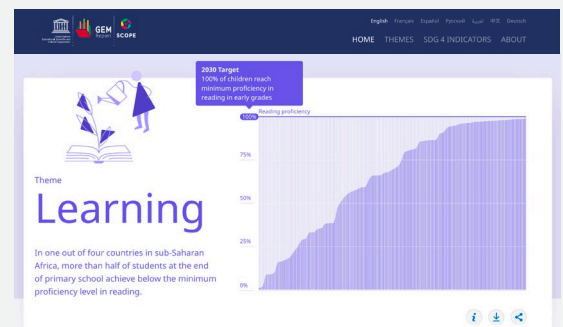 English Français Español Русский العربية 中文 Deutsch
GEM
Report
SCOPE
HOME THEMES SDG 4 INDICATORS ABOUT
2030 Target
100% of children reach
minimum proficiency in
reading in early grades
Reading proficiency
100%
75%
50%
25%
0%
Theme
Learning
In one out of four countries in sub-Saharan
Africa, more than half of students at the end
of primary school achieve below the minimum
proficiency level in reading.